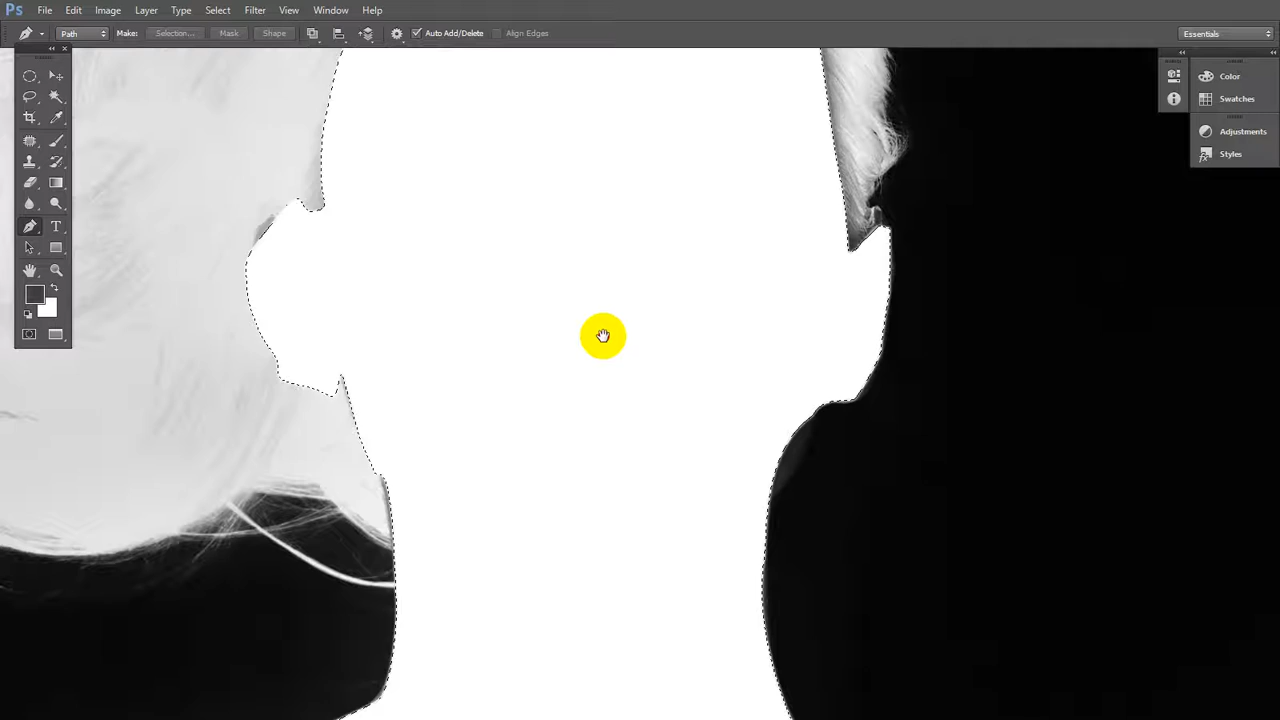 Ps File Edit Image Layer Type Select Filter View Window Help
Path Make: Selection... Mask Shape Auto Add/Delete Align Edges Essentials
Color
Swatches
Adjustments
Styles
T